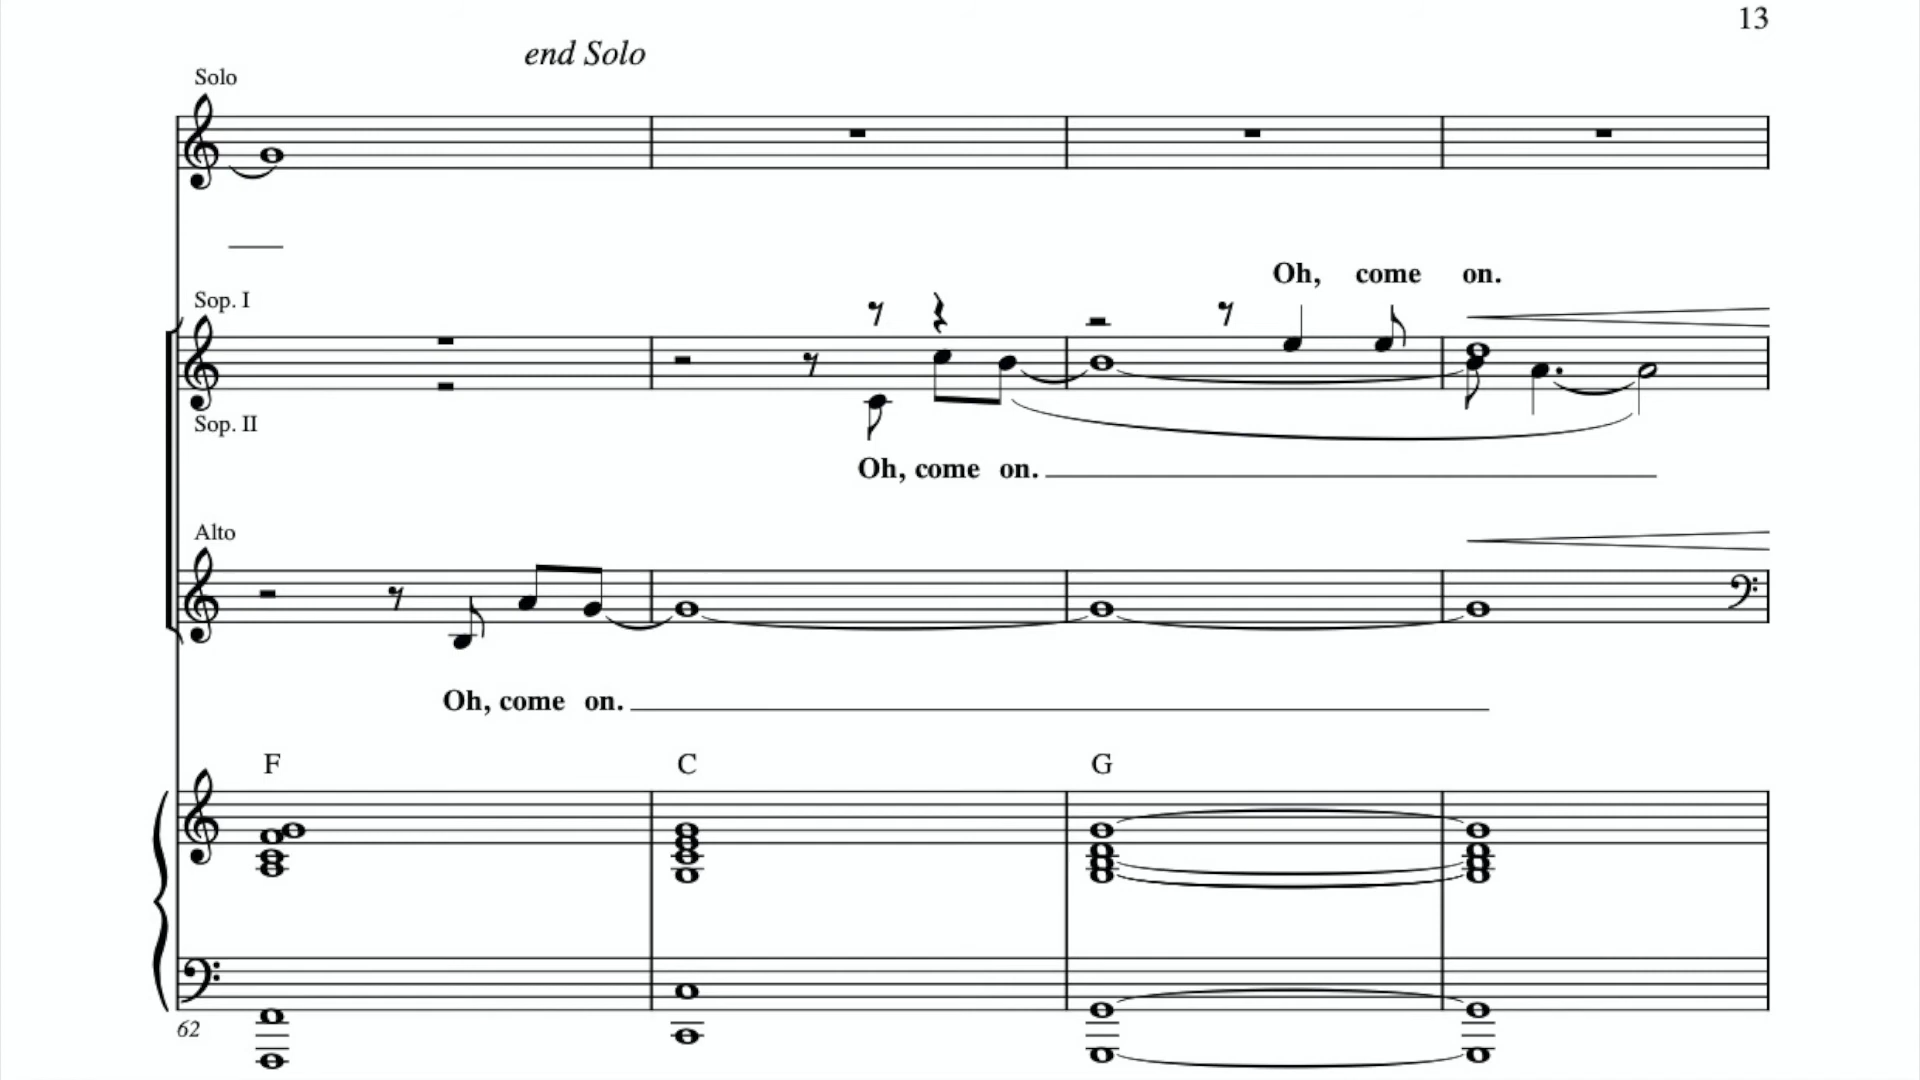 13
end Solo
Solo
Oh, come on.
Sop. I
Sop. II
Oh, come on.
Alto
Oh, come on.
F C G
62